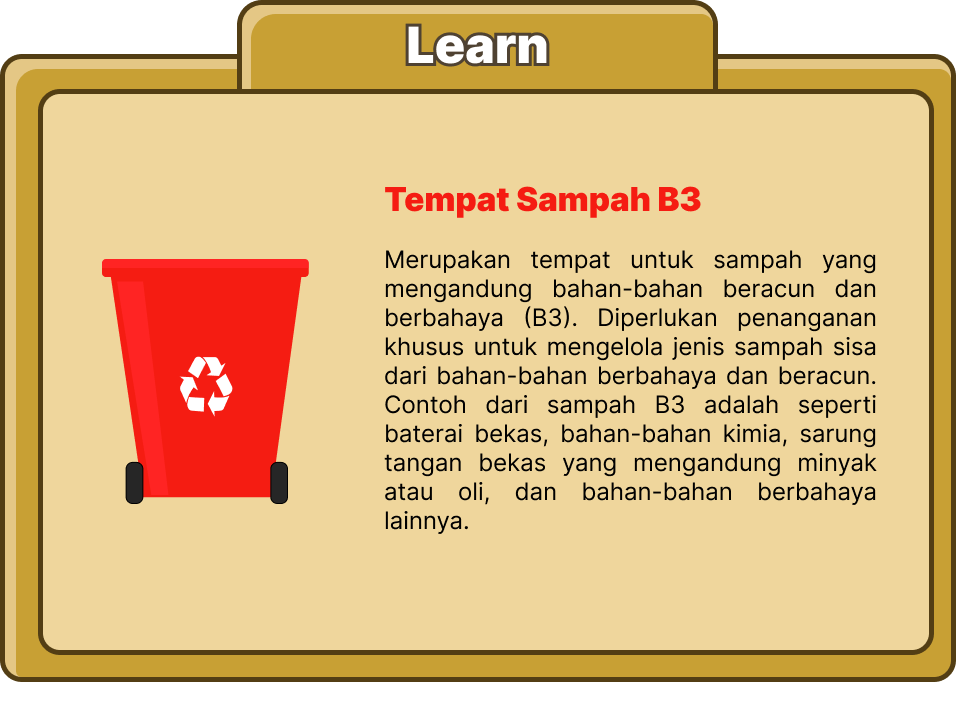 Learn
Tempat Sampah B3
Merupakan tempat untuk sampah yang
mengandung bahan-bahan beracun dan
berbahaya (B3). Diperlukan penanganan
khusus untuk mengelola jenis sampah sisa
dari bahan-bahan berbahaya dan beracun.
Contoh dari sampah B3 adalah seperti
baterai bekas, bahan-bahan kimia, sarung
tangan bekas yang mengandung minyak
atau oli, dan bahan-bahan berbahaya
lainnya.